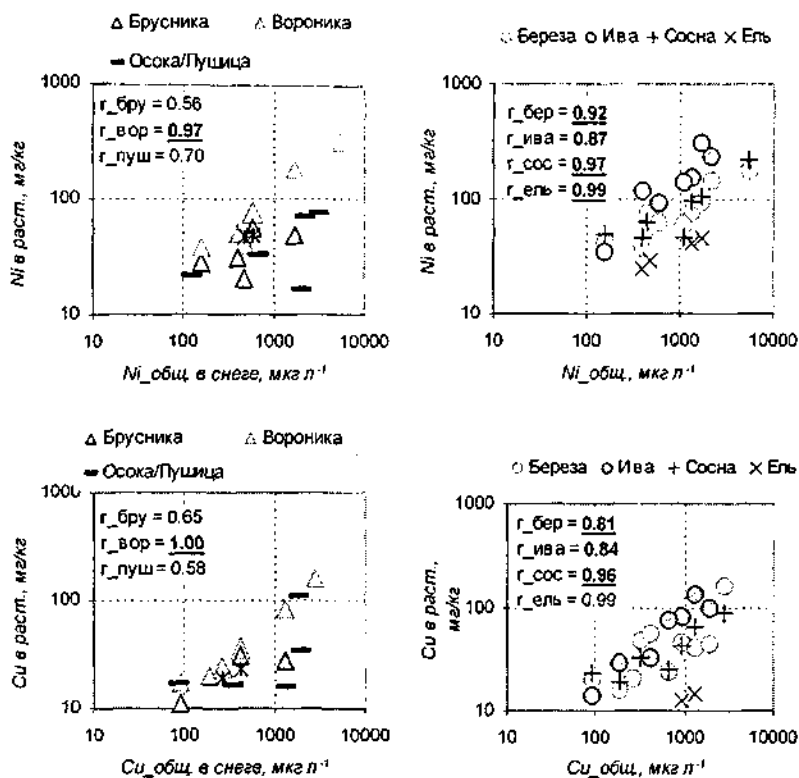 Брусника Вороника
Осока/Пушица
1000
r_бру = 0.56
r_вор = 0.97
r_пуш = 0.70
100
10
Ni в раст., мг/кг
10 100 1000 10000
Ni_общ. в снеге, мкг л⁻¹
Береза Ива Сосна Ель
1000
r_бер = 0.92
r_ива = 0.87
r_сос = 0.97
r_ель = 0.99
100
10
Ni в раст., мг/кг
10 100 1000 10000
Ni_общ., мкг л⁻¹
Брусника Вороника
Осока/Пушица
1000
r_бру = 0.65
r_вор = 1.00
r_пуш = 0.58
100
10
Cu в раст., мг/кг
10 100 1000 10000
Cu_общ. в снеге, мкг л⁻¹
Береза Ива Сосна Ель
1000
r_бер = 0.81
r_ива = 0.84
r_сос = 0.96
r_ель = 0.99
100
10
Cu в раст.,
мг/кг
10 100 1000 10000
Cu_общ., мкг л⁻¹